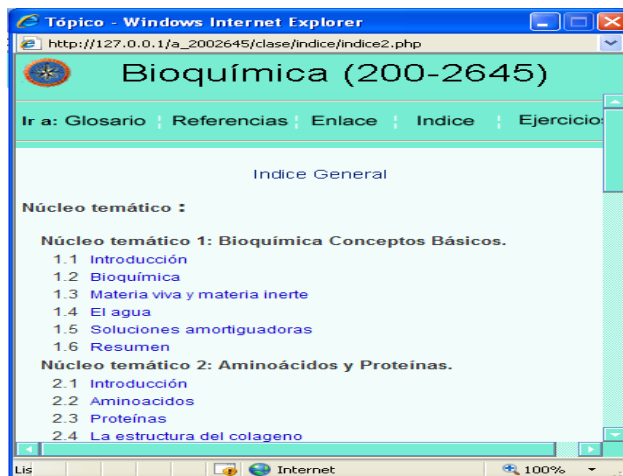 Tópico - Windows Internet Explorer
http://127.0.0.1/a_2002645/clase/indice/indice2.php
Bioquímica (200-2645)
Ir a: Glosario Referencias Enlace Indice Ejercicio
Indice General
Núcleo temático :
Núcleo temático 1: Bioquímica Conceptos Básicos.
1.1 Introducción
1.2 Bioquímica
1.3 Materia viva y materia inerte
1.4 El agua
1.5 Soluciones amortiguadoras
1.6 Resumen
Núcleo temático 2: Aminoácidos y Proteínas.
2.1 Introducción
2.2 Aminoacidos
2.3 Proteínas
2.4 La estructura del colageno
Lis Internet 100%